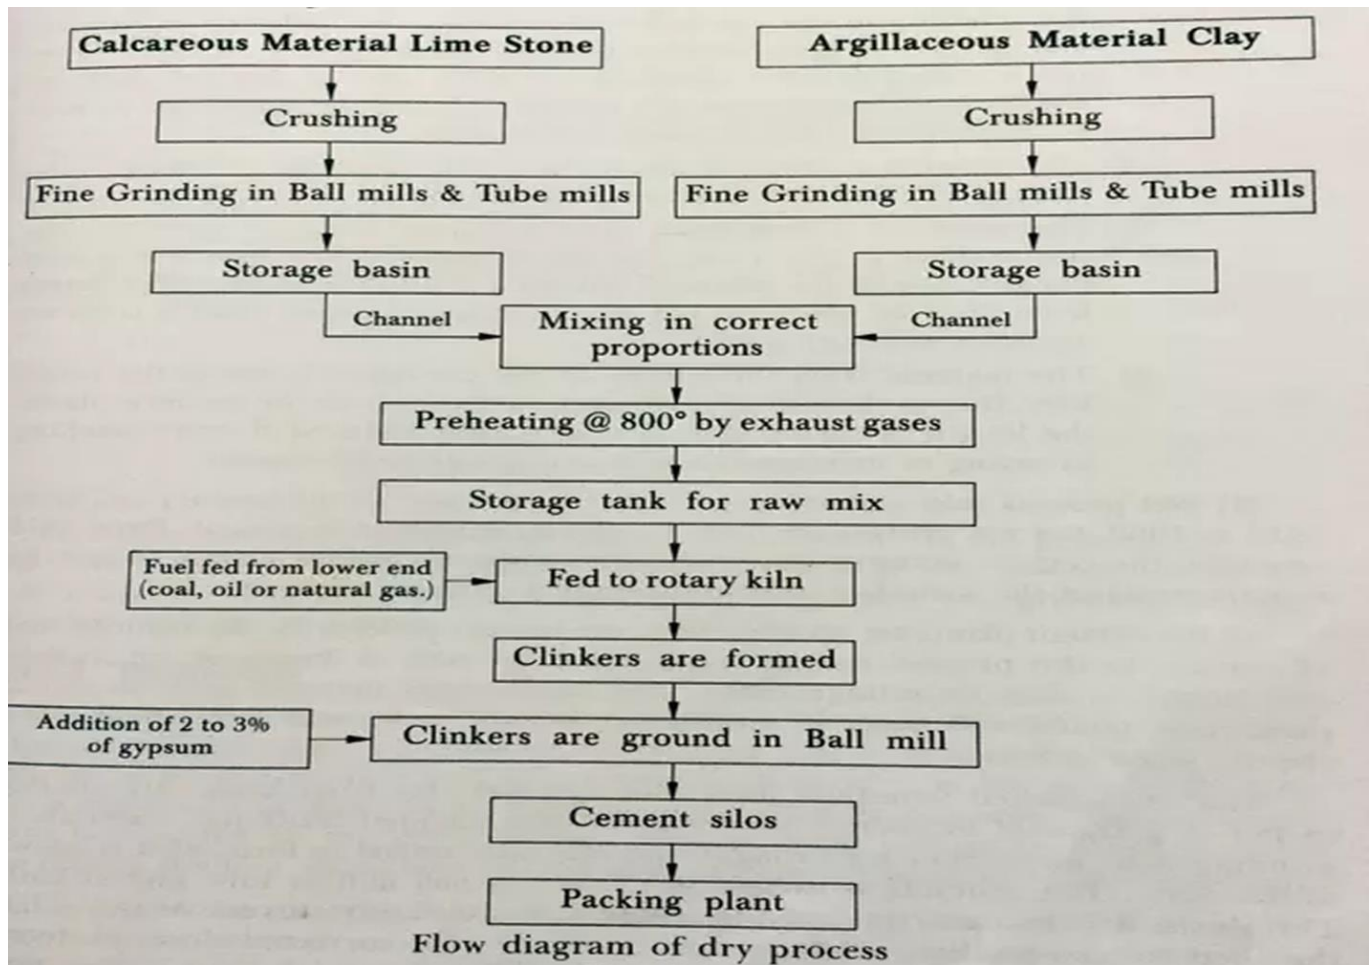 Calcareous Material Lime Stone
Argillaceous Material Clay
Crushing
Crushing
Fine Grinding in Ball mills & Tube mills
Fine Grinding in Ball mills & Tube mills
Storage basin
Storage basin
Channel
Mixing in correct
proportions
Channel
Preheating @ 800° by exhaust gases
Storage tank for raw mix
Fuel fed from lower end
(coal, oil or natural gas.)
Fed to rotary kiln
Clinkers are formed
Addition of 2 to 3%
of gypsum
Clinkers are ground in Ball mill
Cement silos
Packing plant
Flow diagram of dry process